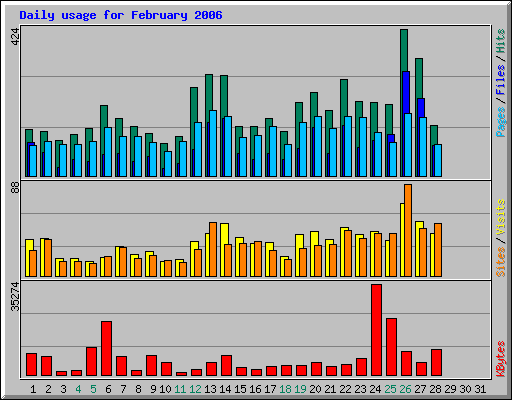 Daily usage for February 2006
424
Pages / Files / Hits
88
Sites / Visits
35274
KBytes
1 2 3 4 5 6 7 8 9 10 11 12 13 14 15 16 17 18 19 20 21 22 23 24 25 26 27 28 29 30 31